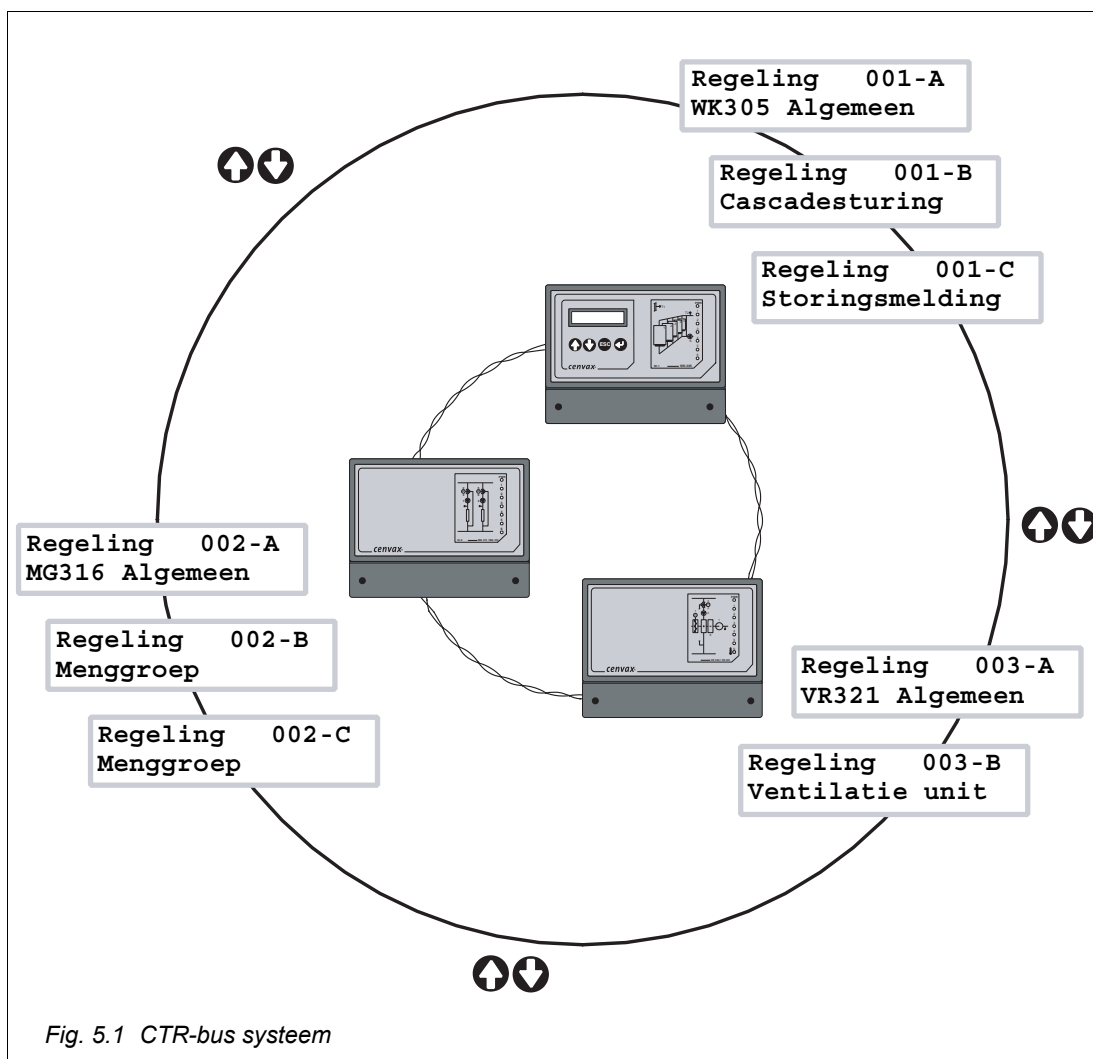 Regeling 001-A
WK305 Algemeen
Regeling 001-B
Cascadesturing
Regeling 001-C
Storingsmelding
ESC
cenvax
cenvax
cenvax
Regeling 002-A
MG316 Algemeen
Regeling 002-B
Menggroep
Regeling 002-C
Menggroep
Regeling 003-A
VR321 Algemeen
Regeling 003-B
Ventilatie unit
Fig. 5.1 CTR-bus systeem